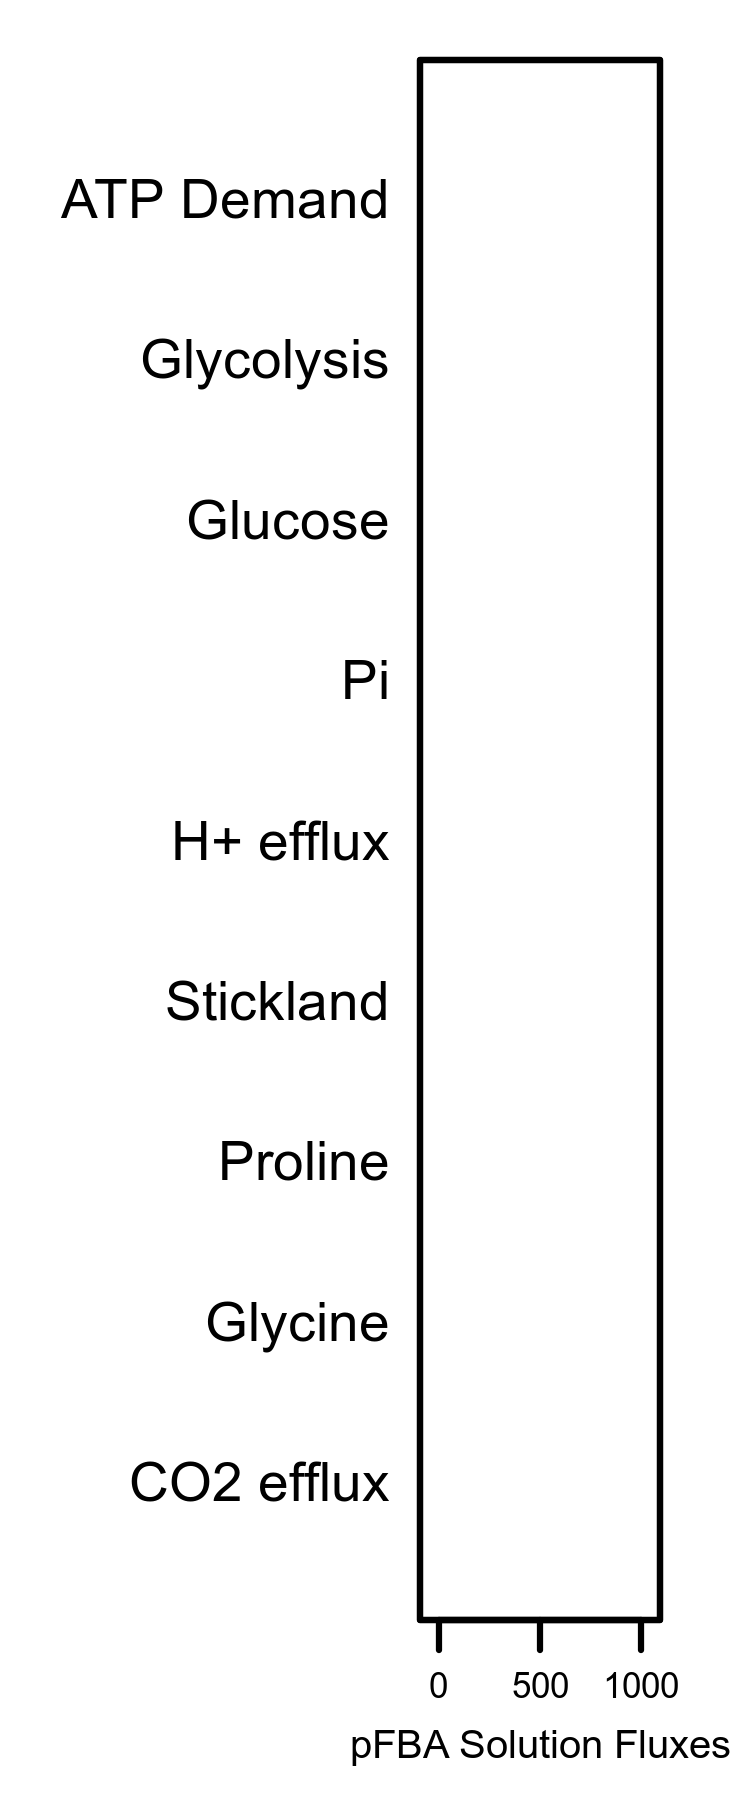 ATP Demand
Glycolysis
Glucose
Pi
H+ efflux
Stickland
Proline
Glycine
CO2 efflux
0 500 1000
pFBA Solution Fluxes